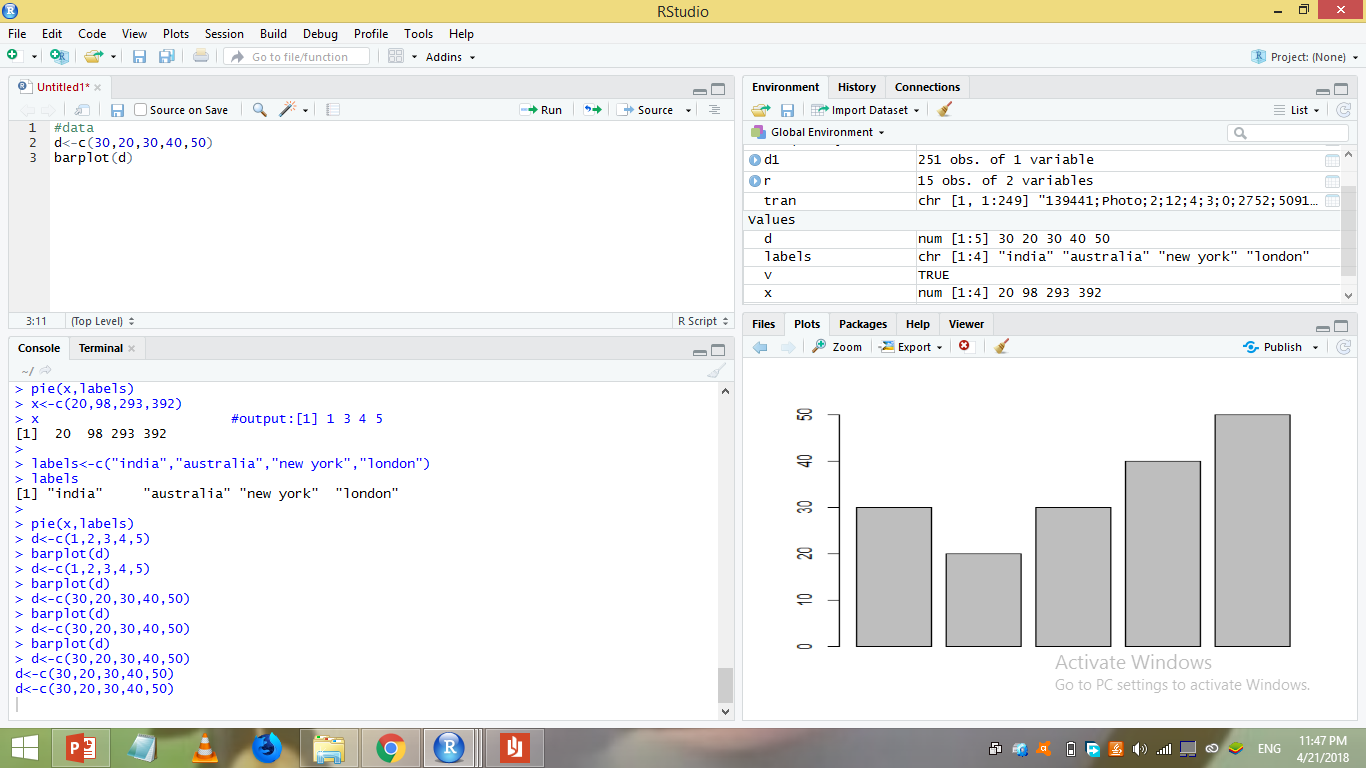 RStudio
File Edit Code View Plots Session Build Debug Profile Tools Help
Go to file/function Addins Project: (None)
Untitled1*
Source on Save Run Source
1 #data
2 d<-c(30,20,30,40,50)
3 barplot(d)
3:11 (Top Level) R Script
Console Terminal
~/
> pie(x,labels)
> x<-c(20,98,293,392)
> x #output:[1] 1 3 4 5
[1] 20 98 293 392
>
> labels<-c("india","australia","new york","london")
> labels
[1] "india" "australia" "new york" "london"
>
> pie(x,labels)
> d<-c(1,2,3,4,5)
> barplot(d)
> d<-c(1,2,3,4,5)
> barplot(d)
> d<-c(30,20,30,40,50)
> barplot(d)
> d<-c(30,20,30,40,50)
> barplot(d)
> d<-c(30,20,30,40,50)
d<-c(30,20,30,40,50)
d<-c(30,20,30,40,50)
Environment History Connections
Import Dataset List
Global Environment
d1 251 obs. of 1 variable
r 15 obs. of 2 variables
tran chr [1, 1:249] "139441;Photo;2;12;4;3;0;2752;5091…
Values
d num [1:5] 30 20 30 40 50
labels chr [1:4] "india" "australia" "new york" "london"
v TRUE
x num [1:4] 20 98 293 392
Files Plots Packages Help Viewer
Zoom Export Publish
50
40
30
20
10
0
Activate Windows
Go to PC settings to activate Windows.
ENG 11:47 PM
4/21/2018